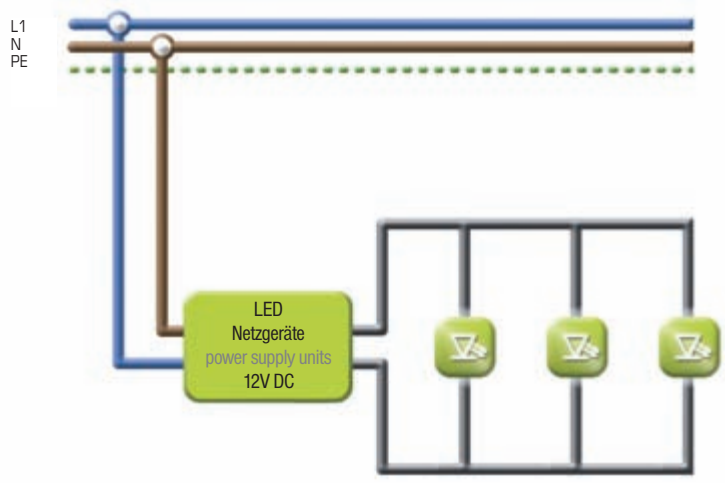 L1
N
PE
LED
Netzgeräte
power supply units
12V DC